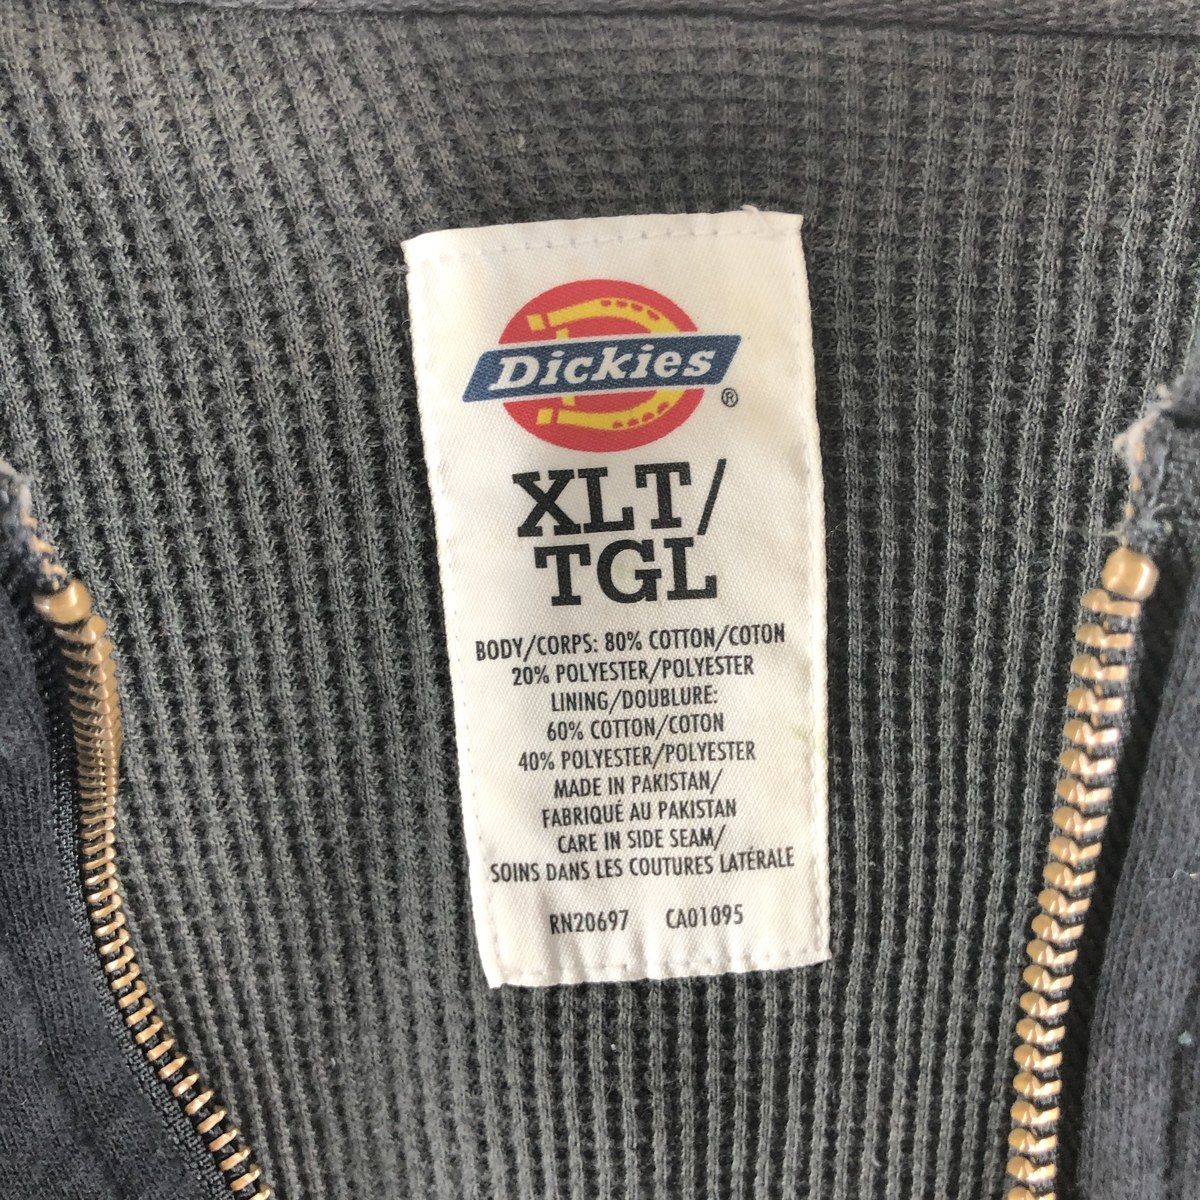 Dickies®
XLT/
TGL
BODY/CORPS: 80% COTTON/COTON
20% POLYESTER/POLYESTER
LINING/DOUBLURE:
60% COTTON/COTON
40% POLYESTER/POLYESTER
MADE IN PAKISTAN/
FABRIQUÉ AU PAKISTAN
CARE IN SIDE SEAM/
SOINS DANS LES COUTURES LATÉRALE
RN20697 CA01095